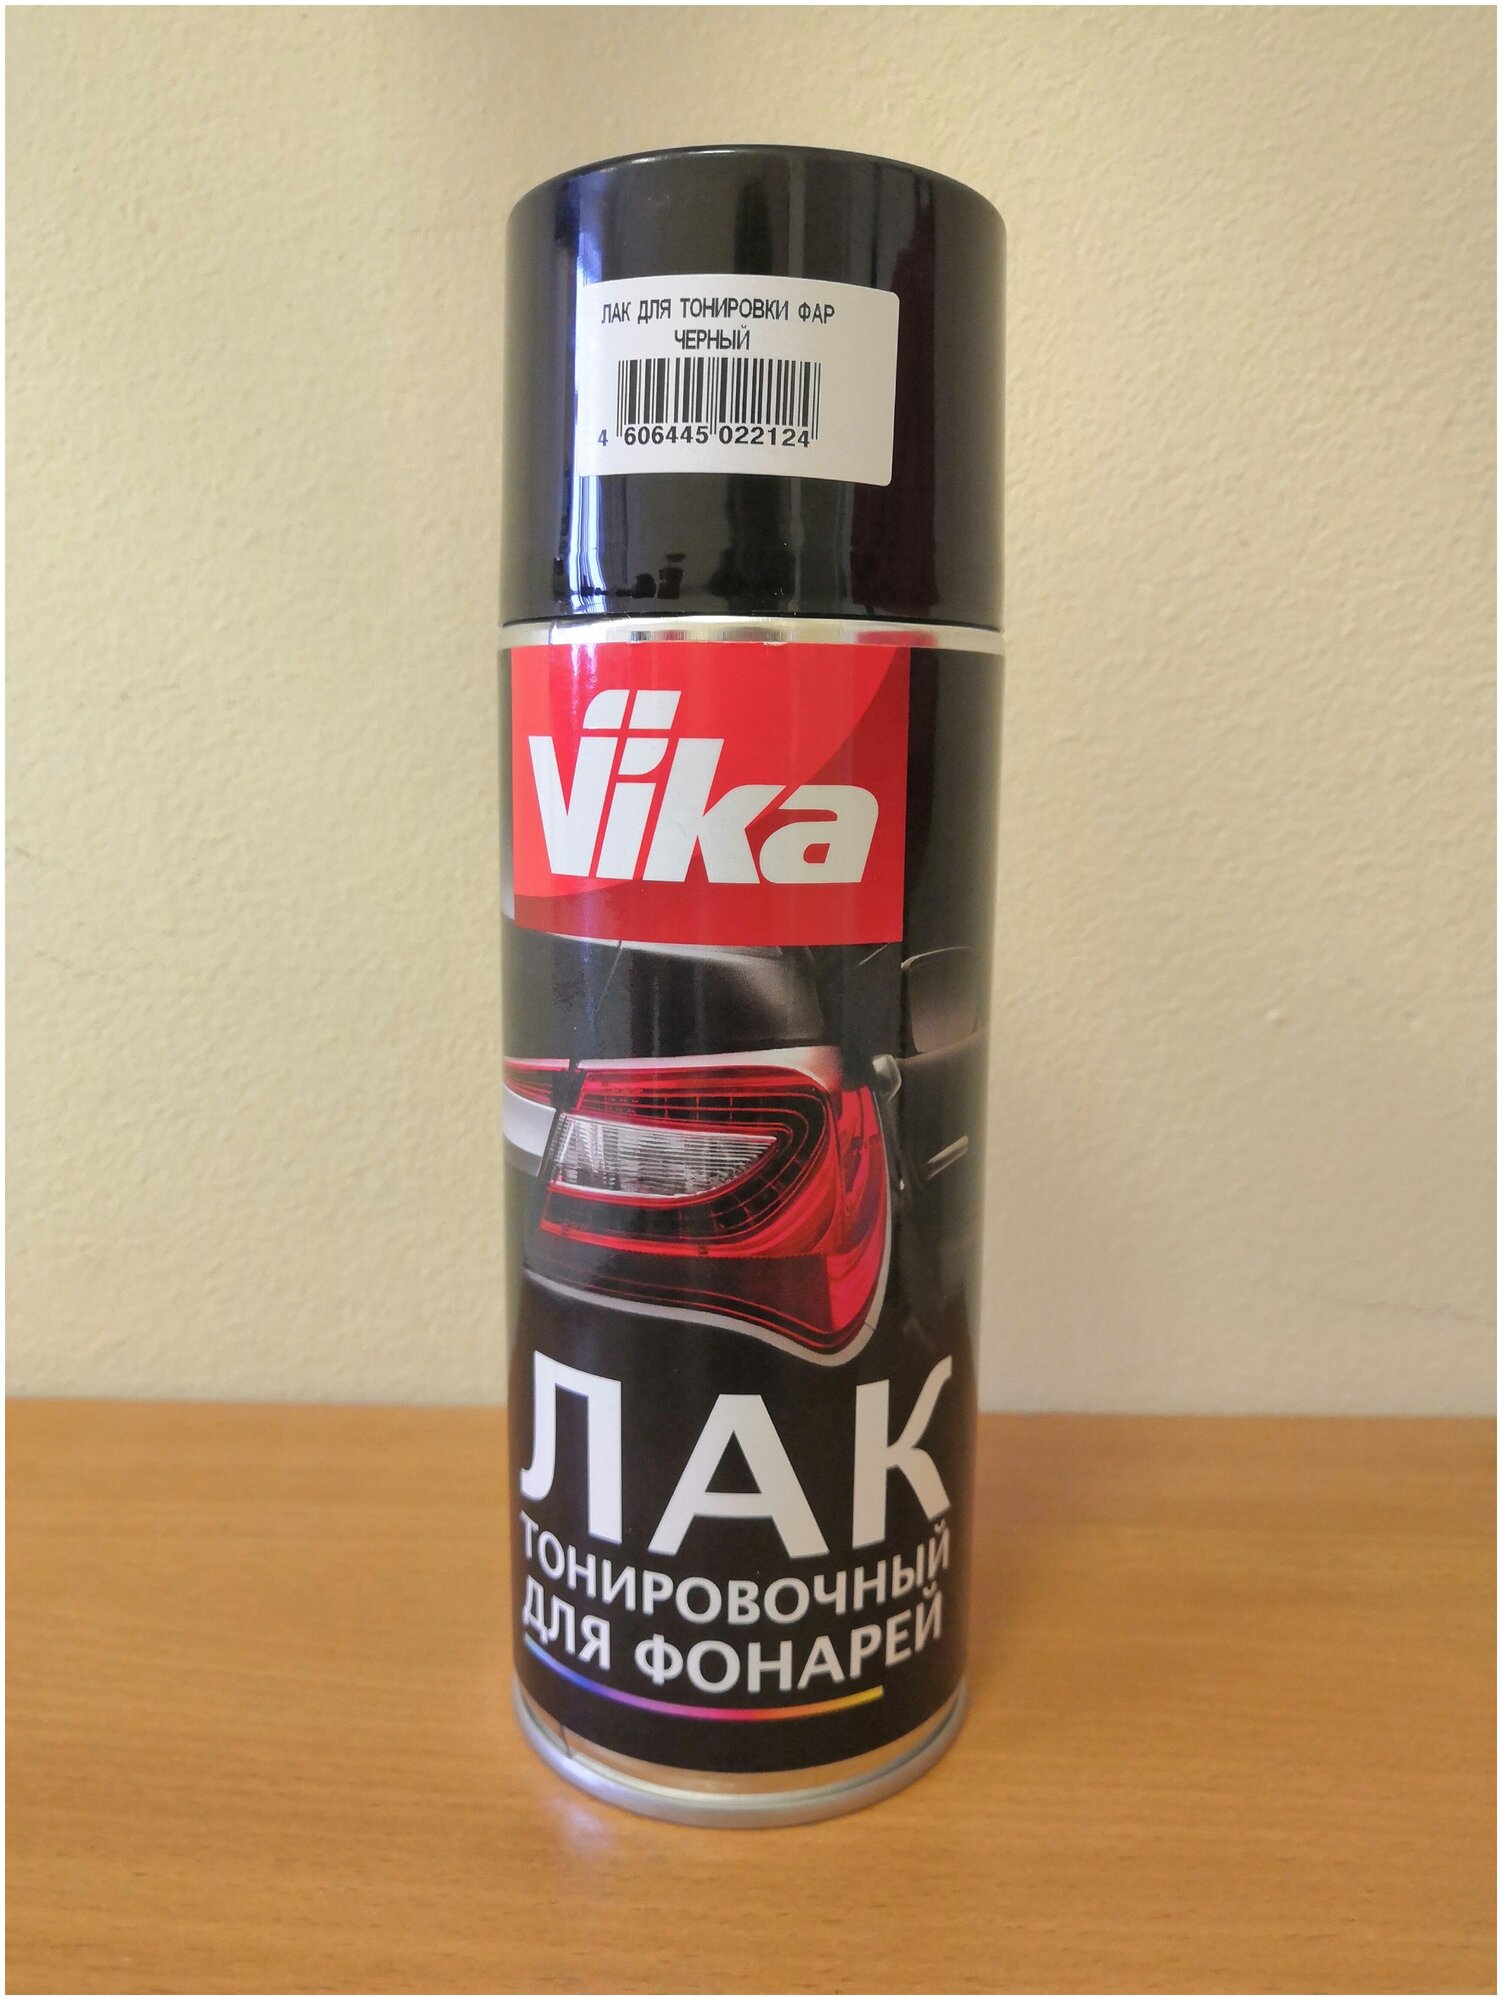 ЛАК ДЛЯ ТОНИРОВКИ ФАР
ЧЕРНЫЙ
4 606445 022124
Vika
ЛАК
ТОНИРОВОЧНЫЙ
ДЛЯ ФОНАРЕЙ